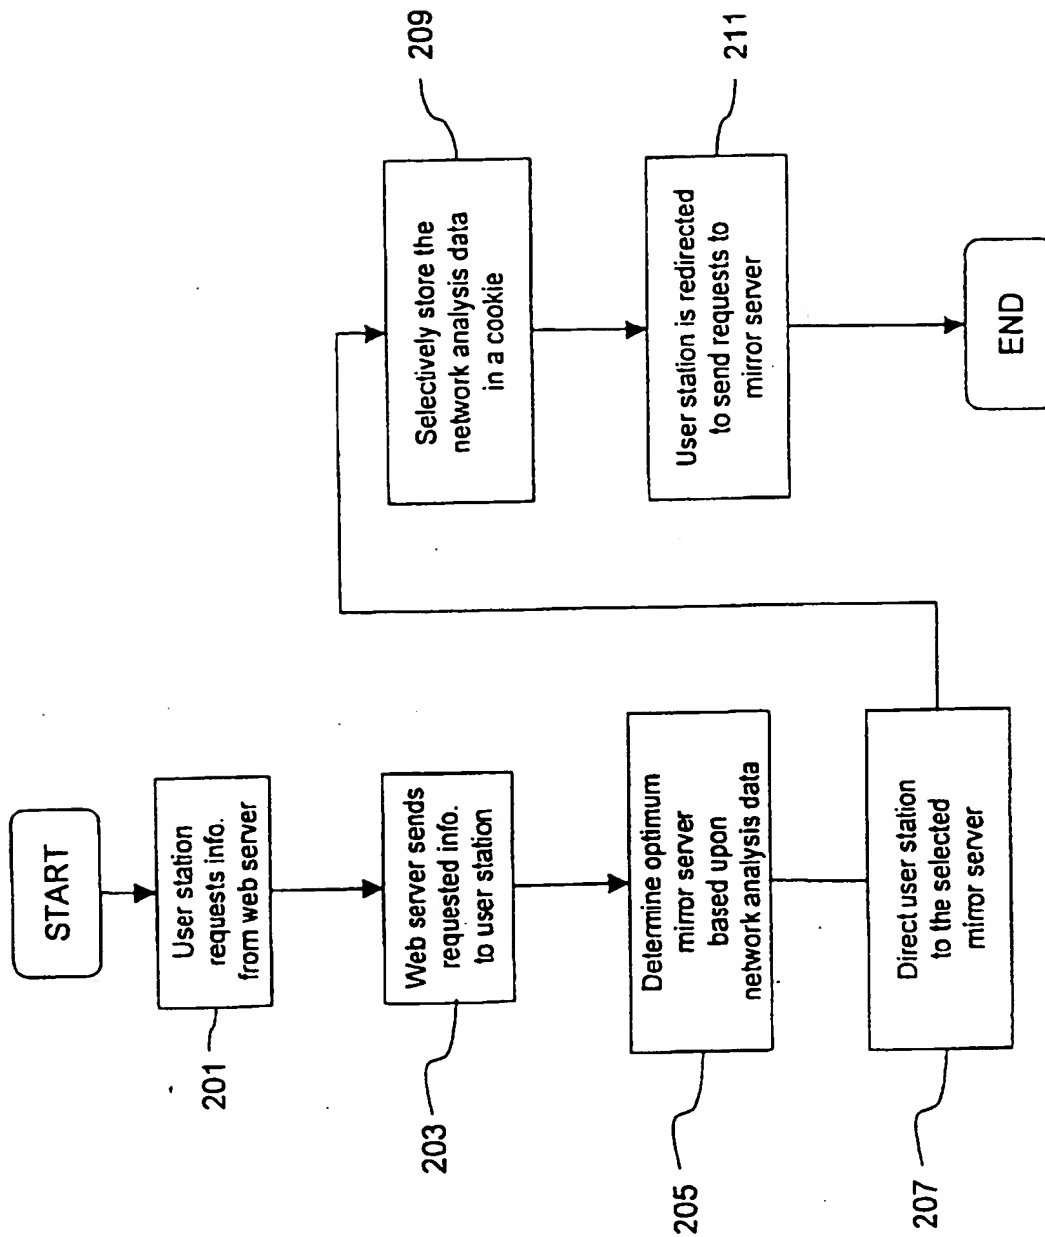 START
User station
requests info.
from web server
201
Web server sends
requested info.
to user station
203
Determine optimum
mirror server
based upon
network analysis data
205
Direct user station
to the selected
mirror server
207
Selectively store the
network analysis data
in a cookie
209
User station is redirected
to send requests to
mirror server
211
END